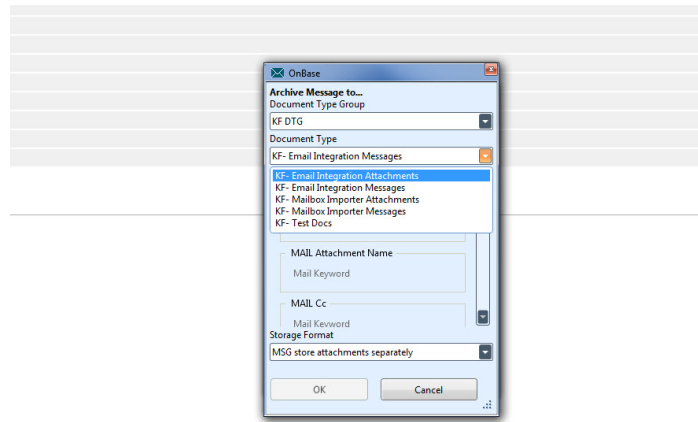 OnBase
Archive Message to...
Document Type Group
KF DTG
Document Type
KF- Email Integration Messages
KF- Email Integration Attachments
KF- Email Integration Messages
KF- Mailbox Importer Attachments
KF- Mailbox Importer Messages
KF- Test Docs
MAIL Attachment Name
Mail Keyword
MAIL Cc
Mail Keyword
Storage Format
MSG store attachments separately
OK Cancel